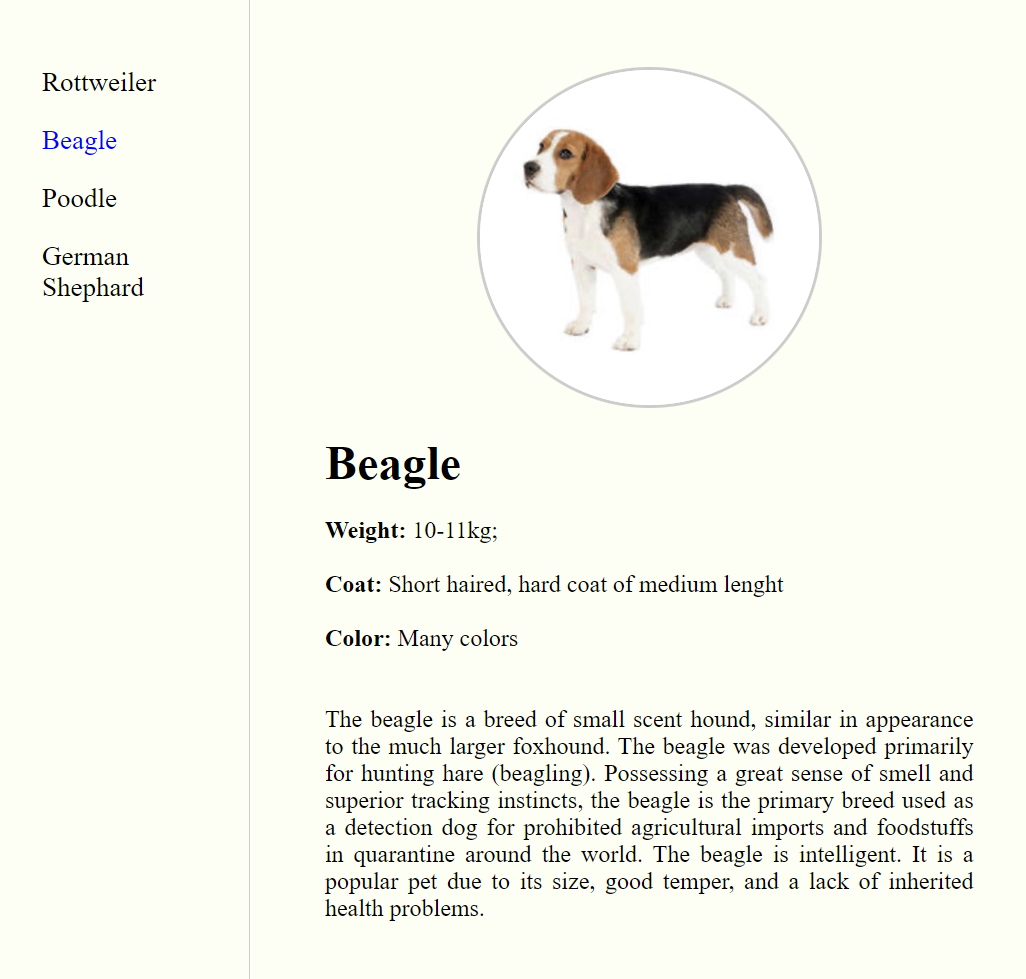 Rottweiler
Beagle
Poodle
German
Shephard
Beagle
Weight: 10-11kg;
Coat: Short haired, hard coat of medium lenght
Color: Many colors
The beagle is a breed of small scent hound, similar in appearance
to the much larger foxhound. The beagle was developed primarily
for hunting hare (beagling). Possessing a great sense of smell and
superior tracking instincts, the beagle is the primary breed used as
a detection dog for prohibited agricultural imports and foodstuffs
in quarantine around the world. The beagle is intelligent. It is a
popular pet due to its size, good temper, and a lack of inherited
health problems.